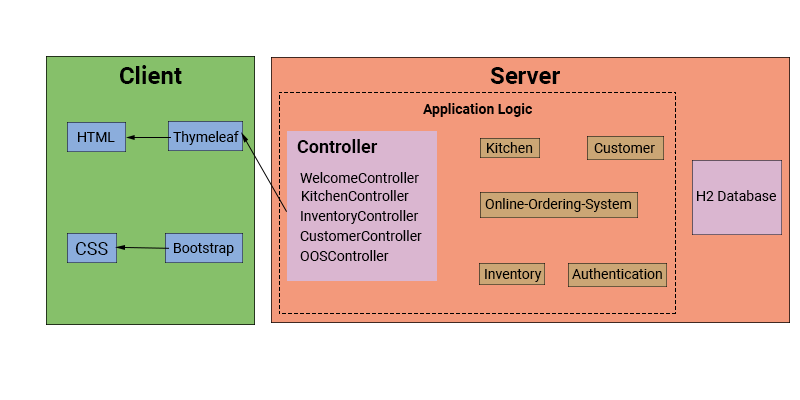 Client
HTML
Thymeleaf
CSS
Bootstrap
Server
Application Logic
Controller
WelcomeController
KitchenController
InventoryController
CustomerController
OOSController
Kitchen
Customer
Online-Ordering-System
Inventory
Authentication
H2 Database